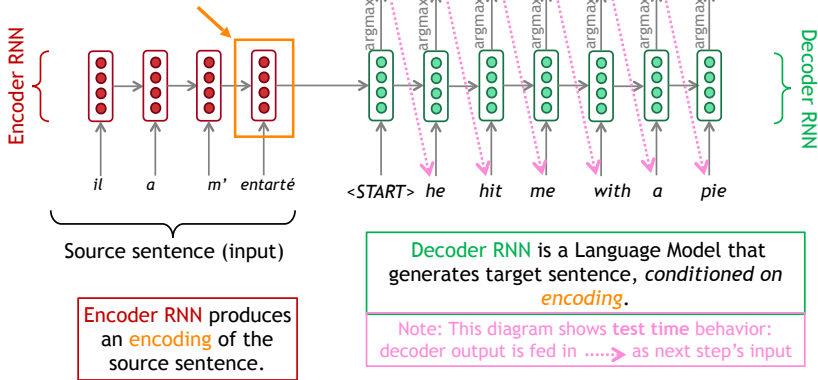 argmax argmax argmax argmax argmax argmax argmax
Encoder RNN
Decoder RNN
il a m' entarté
<START> he hit me with a pie
Source sentence (input)
Encoder RNN produces
an encoding of the
source sentence.
Decoder RNN is a Language Model that
generates target sentence, conditioned on
encoding.
Note: This diagram shows test time behavior:
decoder output is fed in as next step's input